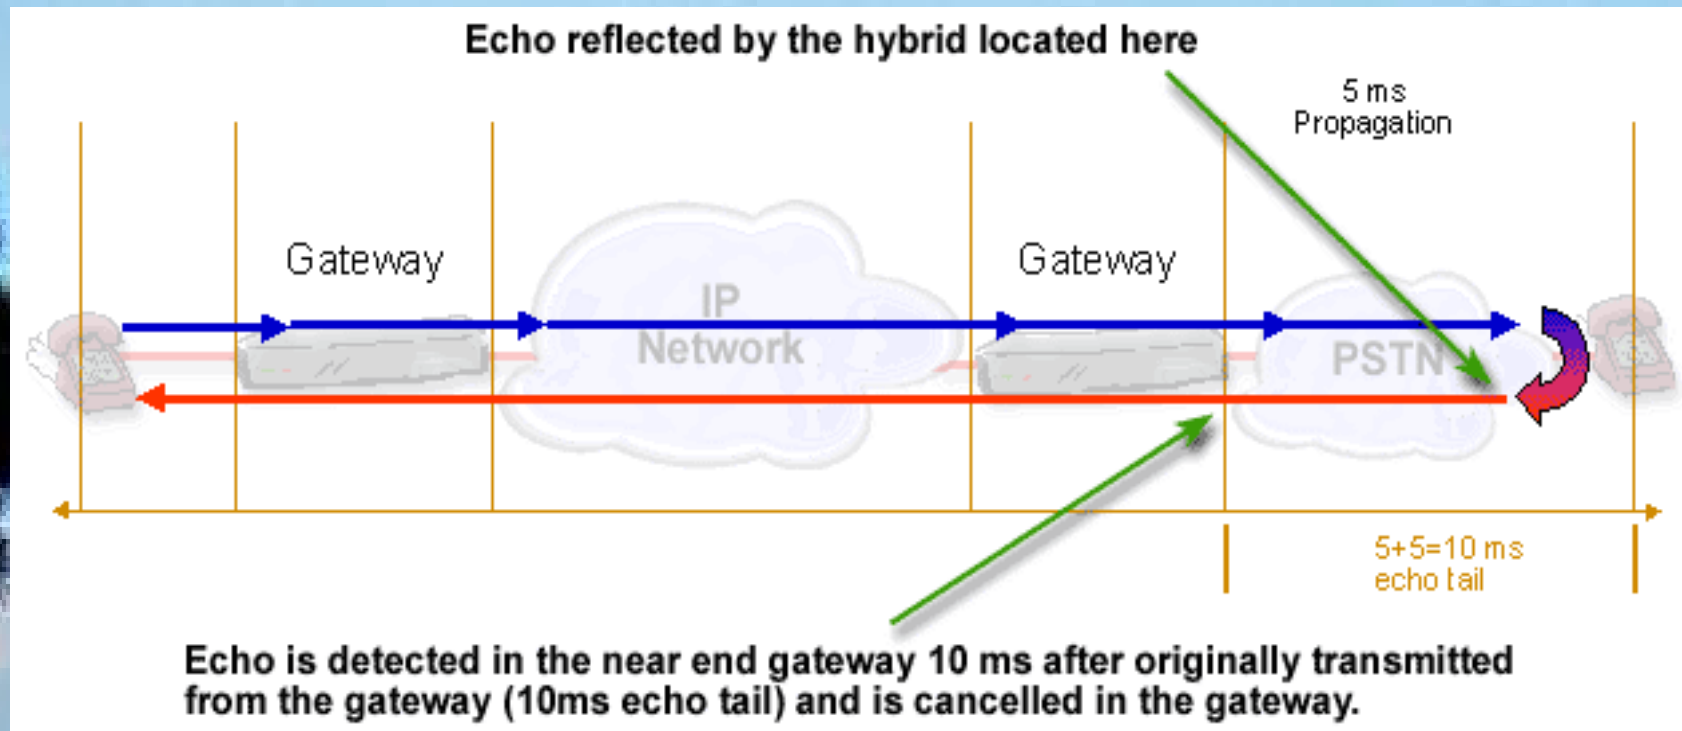 Echo reflected by the hybrid located here
5 ms
Propagation
Gateway
Gateway
IP
Network
PSTN
5+5=10 ms
echo tail
Echo is detected in the near end gateway 10 ms after originally transmitted
from the gateway (10ms echo tail) and is cancelled in the gateway.